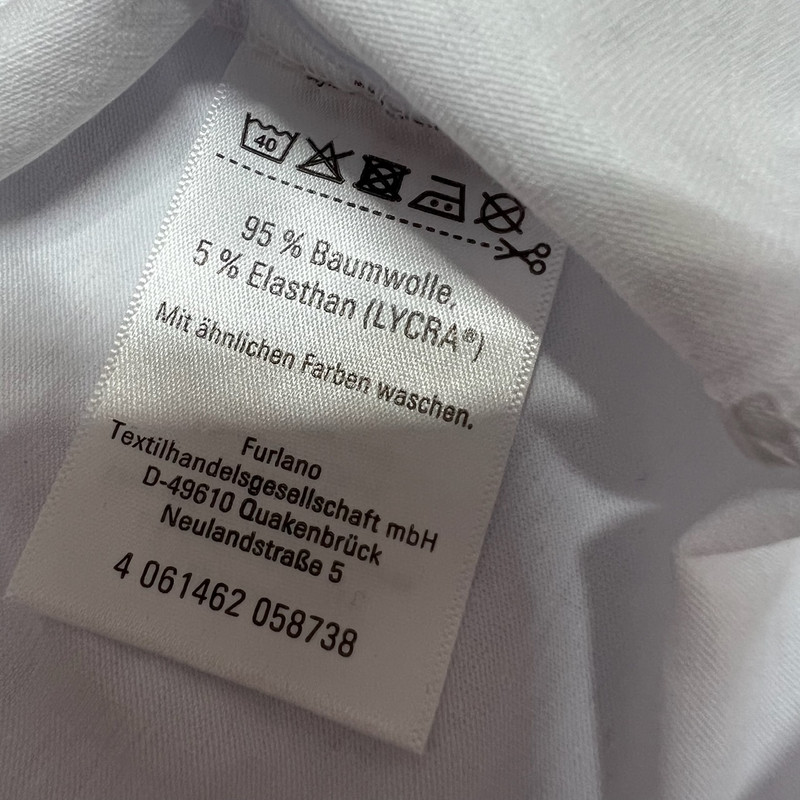 40
95 % Baumwolle,
5 % Elasthan (LYCRA®)
Mit ähnlichen Farben waschen.
Furlano
Textilhandelsgesellschaft mbH
D-49610 Quakenbrück
Neulandstraße 5
4 061462 058738